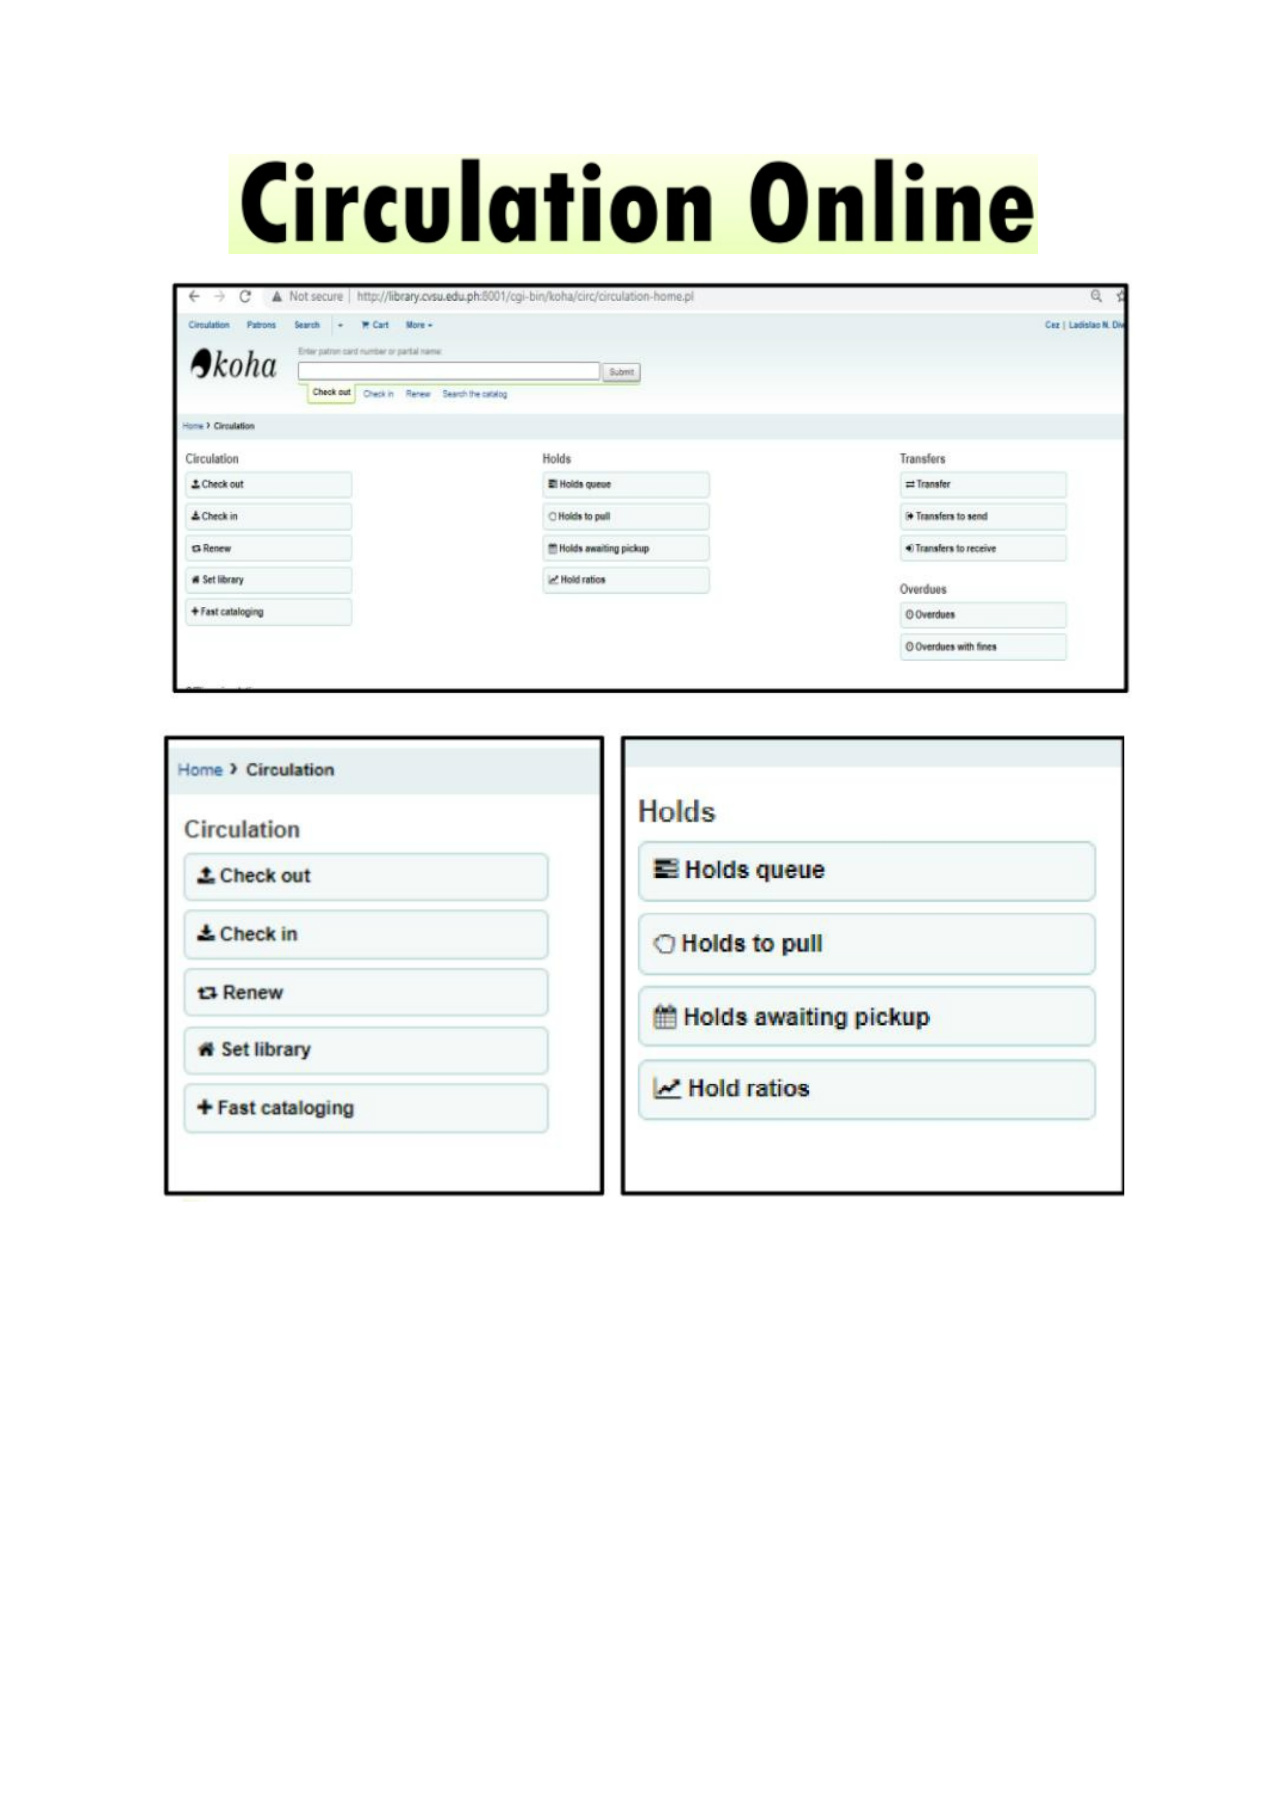 Circulation Online
Not secure | http://library.cvsu.edu.ph:8001/cgi-bin/koha/circ/circulation-home.pl
Circulation Patrons Search Cart More
Cez | Ladislao N.
koha
Enter patron card number or partial name:
Submit
Check out Check in Renew Search the catalog
Home › Circulation
Circulation
Check out
Check in
Renew
Set library
+ Fast cataloging
Holds
Holds queue
Holds to pull
Holds awaiting pickup
Hold ratios
Transfers
Transfer
Transfers to send
Transfers to receive
Overdues
Overdues
Overdues with fines
Home › Circulation
Circulation
Check out
Check in
Renew
Set library
+ Fast cataloging
Holds
Holds queue
Holds to pull
Holds awaiting pickup
Hold ratios